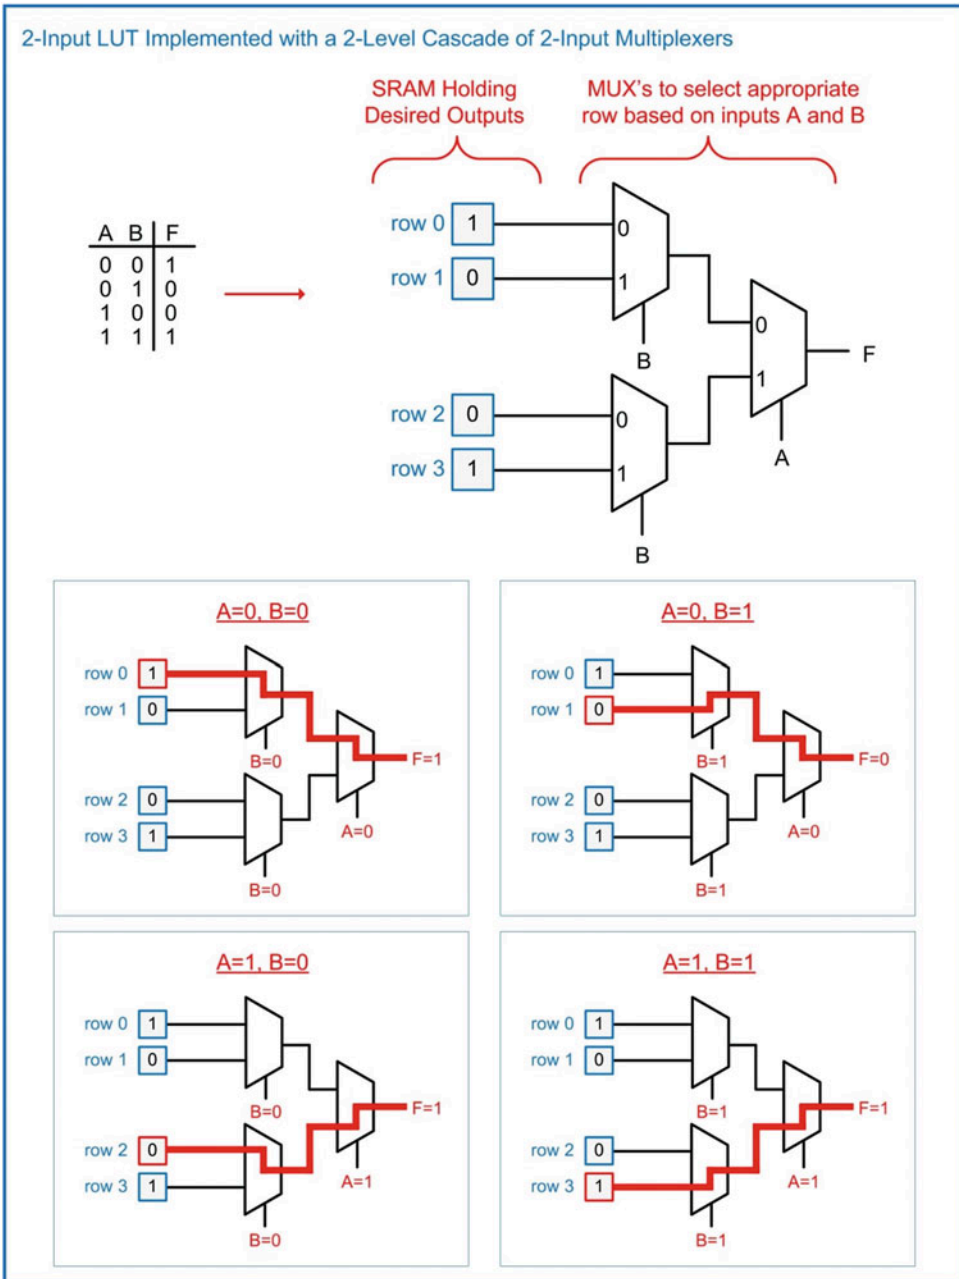 2-Input LUT Implemented with a 2-Level Cascade of 2-Input Multiplexers
SRAM Holding
Desired Outputs
MUX's to select appropriate
row based on inputs A and B
A B F
0 0 1
0 1 0
1 0 0
1 1 1
row 0 1
0
row 1 0
1
B
0
1
F
A
row 2 0
0
row 3 1
1
B
A=0, B=0
row 0 1
row 1 0
B=0
F=1
row 2 0
row 3 1
A=0
B=0
A=0, B=1
row 0 1
row 1 0
B=1
F=0
row 2 0
row 3 1
A=0
B=1
A=1, B=0
row 0 1
row 1 0
B=0
F=1
row 2 0
row 3 1
A=1
B=0
A=1, B=1
row 0 1
row 1 0
B=1
F=1
row 2 0
row 3 1
A=1
B=1